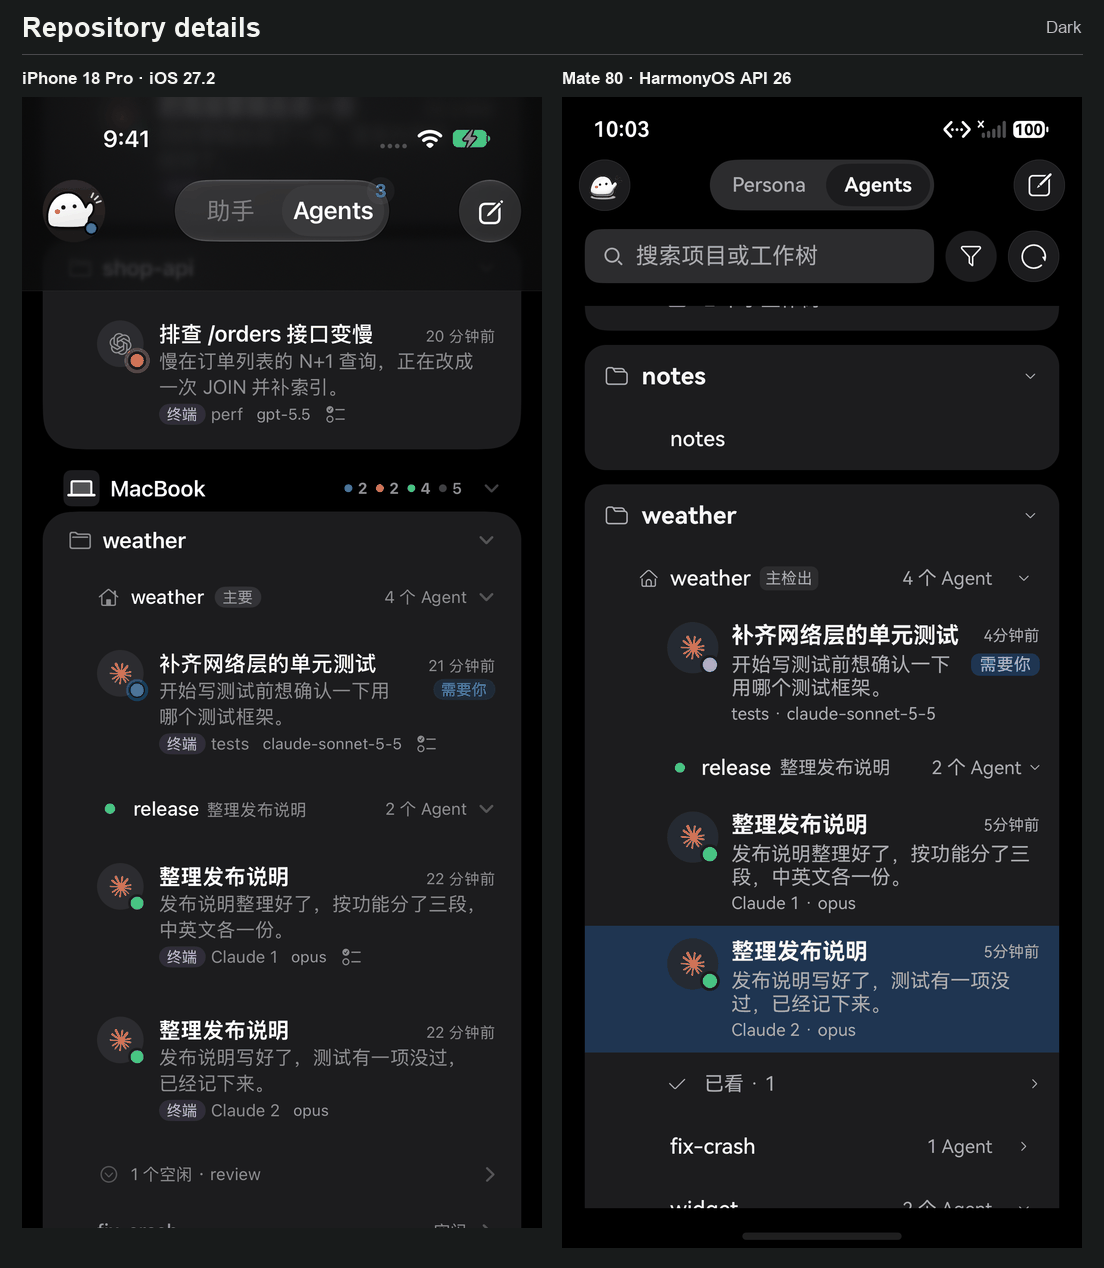 Repository details
Dark
iPhone 18 Pro · iOS 27.2
9:41
助手
Agents
3
shop-api
排查 /orders 接口变慢
20 分钟前
慢在订单列表的 N+1 查询，正在改成
一次 JOIN 并补索引。
终端 perf gpt-5.5
MacBook
2 2 4 5
weather
weather 主要
4 个 Agent
补齐网络层的单元测试
21 分钟前
开始写测试前想确认一下用
需要你
哪个测试框架。
终端 tests claude-sonnet-5-5
release 整理发布说明
2 个 Agent
整理发布说明
22 分钟前
发布说明整理好了，按功能分了三段，
中英文各一份。
终端 Claude 1 opus
整理发布说明
22 分钟前
发布说明写好了，测试有一项没过，
已经记下来。
终端 Claude 2 opus
1 个空闲 · review
fix-crash
空闲
Mate 80 · HarmonyOS API 26
10:03
100
Persona
Agents
搜索项目或工作树
notes
notes
weather
weather 主检出
4 个 Agent
补齐网络层的单元测试
4分钟前
开始写测试前想确认一下
需要你
用哪个测试框架。
tests · claude-sonnet-5-5
release 整理发布说明
2 个 Agent
整理发布说明
5分钟前
发布说明整理好了，按功能分了三
段，中英文各一份。
Claude 1 · opus
整理发布说明
5分钟前
发布说明写好了，测试有一项没
过，已经记下来。
Claude 2 · opus
已看 · 1
fix-crash
1 Agent
widget
2 个 Agent